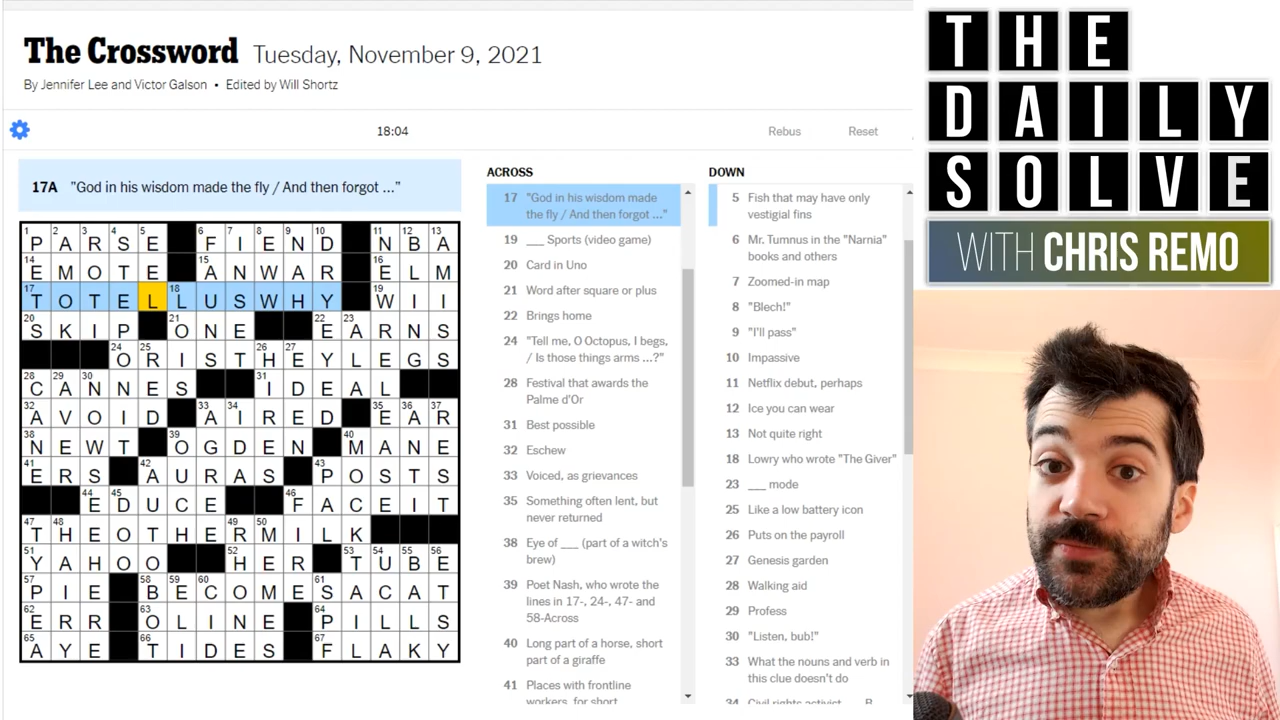 The Crossword Tuesday, November 9, 2021
By Jennifer Lee and Victor Galson • Edited by Will Shortz
18:04
Rebus Reset
17A "God in his wisdom made the fly / And then forgot ..."
PARSE FIEND NBA
EMOTE ANWAR ELM
TOTELLUSWHY WII
SKIP ONE EARNS
ORISTHEYLEGS
CANNES IDEAL
AVOID AIRED EAR
NEWT OGDEN MANE
ERS AURAS POSTS
EDUCE FACEIT
THEOTHERMILK
YAHOO HER TUBE
PIE BECOMESACAT
ERR OLINE PILLS
AYE TIDES FLAKY
ACROSS
17 "God in his wisdom made
the fly / And then forgot ..."
19 ___ Sports (video game)
20 Card in Uno
21 Word after square or plus
22 Brings home
24 "Tell me, O Octopus, I begs,
/ Is those things arms ...?"
28 Festival that awards the
Palme d'Or
31 Best possible
32 Eschew
33 Voiced, as grievances
35 Something often lent, but
never returned
38 Eye of ___ (part of a witch's
brew)
39 Poet Nash, who wrote the
lines in 17-, 24-, 47- and
58-Across
40 Long part of a horse, short
part of a giraffe
41 Places with frontline
workers, for short
DOWN
5 Fish that may have only
vestigial fins
6 Mr. Tumnus in the "Narnia"
books and others
7 Zoomed-in map
8 "Blech!"
9 "I'll pass"
10 Impassive
11 Netflix debut, perhaps
12 Ice you can wear
13 Not quite right
18 Lowry who wrote "The Giver"
23 ___ mode
25 Like a low battery icon
26 Puts on the payroll
27 Genesis garden
28 Walking aid
29 Profess
30 "Listen, bub!"
33 What the nouns and verb in
this clue doesn't do
34 Civil rights activist ___ B.
THE
DAILY
SOLVE
WITH CHRIS REMO